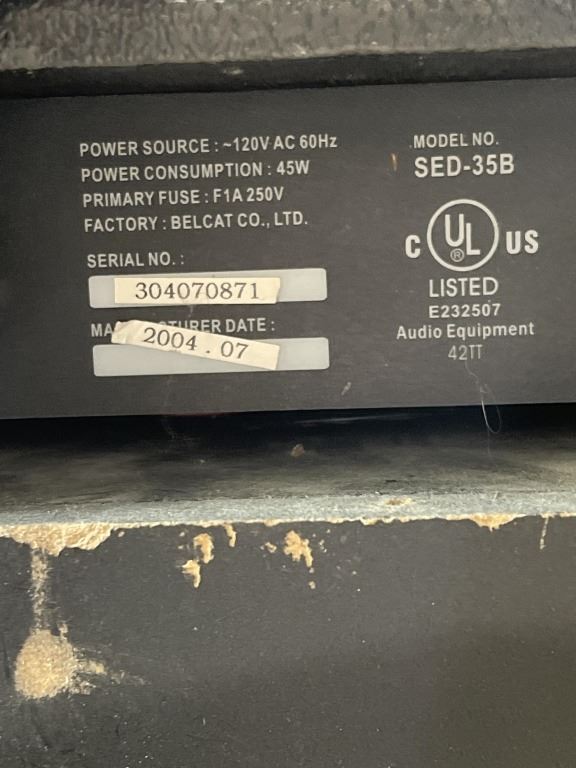 POWER SOURCE : ~120V AC 60Hz
POWER CONSUMPTION : 45W
PRIMARY FUSE : F1A 250V
FACTORY : BELCAT CO., LTD.
SERIAL NO. :
304070871
DATE :
2004.07
MODEL NO.
SED-35B
C UL ® US
LISTED
E232507
Audio Equipment
42TT